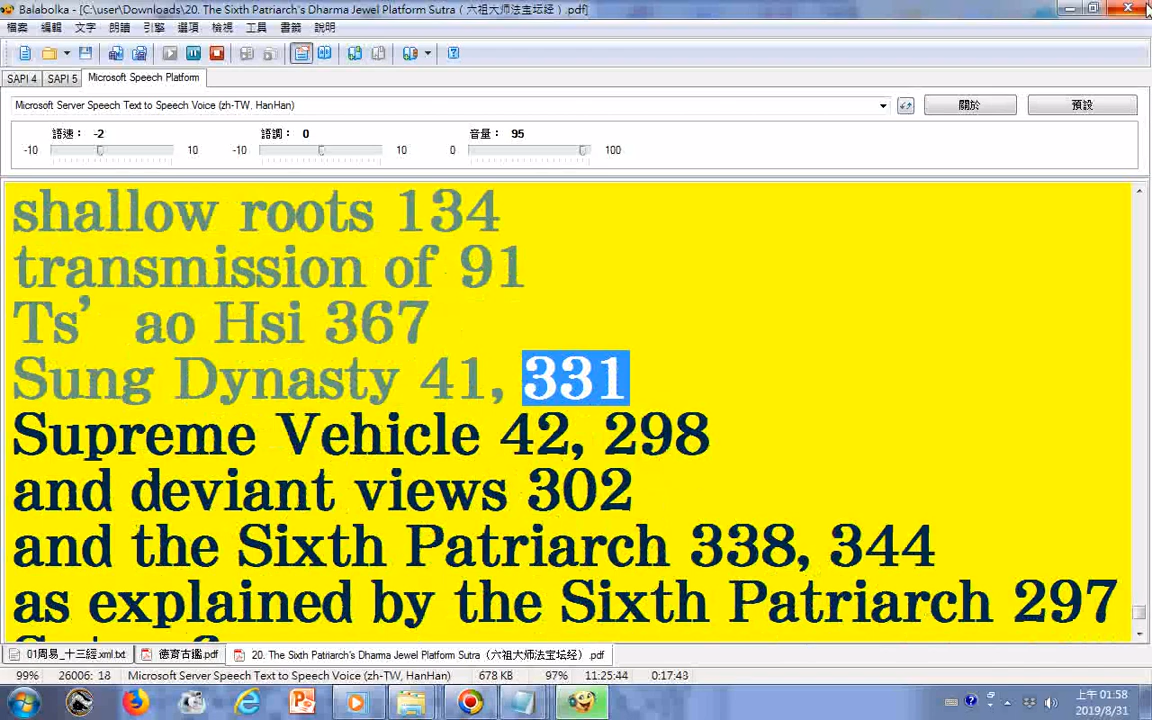 Balabolka - [C:\user\Downloads\20. The Sixth Patriarch's Dharma Jewel Platform Sutra（六祖大师法宝坛经）.pdf]
檔案 編輯 文字 朗讀 引擎 選項 檢視 工具 書籤 說明
SAPI 4 SAPI 5 Microsoft Speech Platform
Microsoft Server Speech Text to Speech Voice (zh-TW, HanHan) 關於 預設
語速： -2 語調： 0 音量： 95
-10 10 -10 10 0 100
shallow roots 134
transmission of 91
Ts’ao Hsi 367
Sung Dynasty 41, 331
Supreme Vehicle 42, 298
and deviant views 302
and the Sixth Patriarch 338, 344
as explained by the Sixth Patriarch 297
01周易_十三經.xml.txt 德育古鑑.pdf 20. The Sixth Patriarch's Dharma Jewel Platform Sutra（六祖大师法宝坛经）.pdf
99% 26006: 18 Microsoft Server Speech Text to Speech Voice (zh-TW, HanHan) 678 KB 97% 11:25:44 0:17:43
上午 01:58
2019/8/31